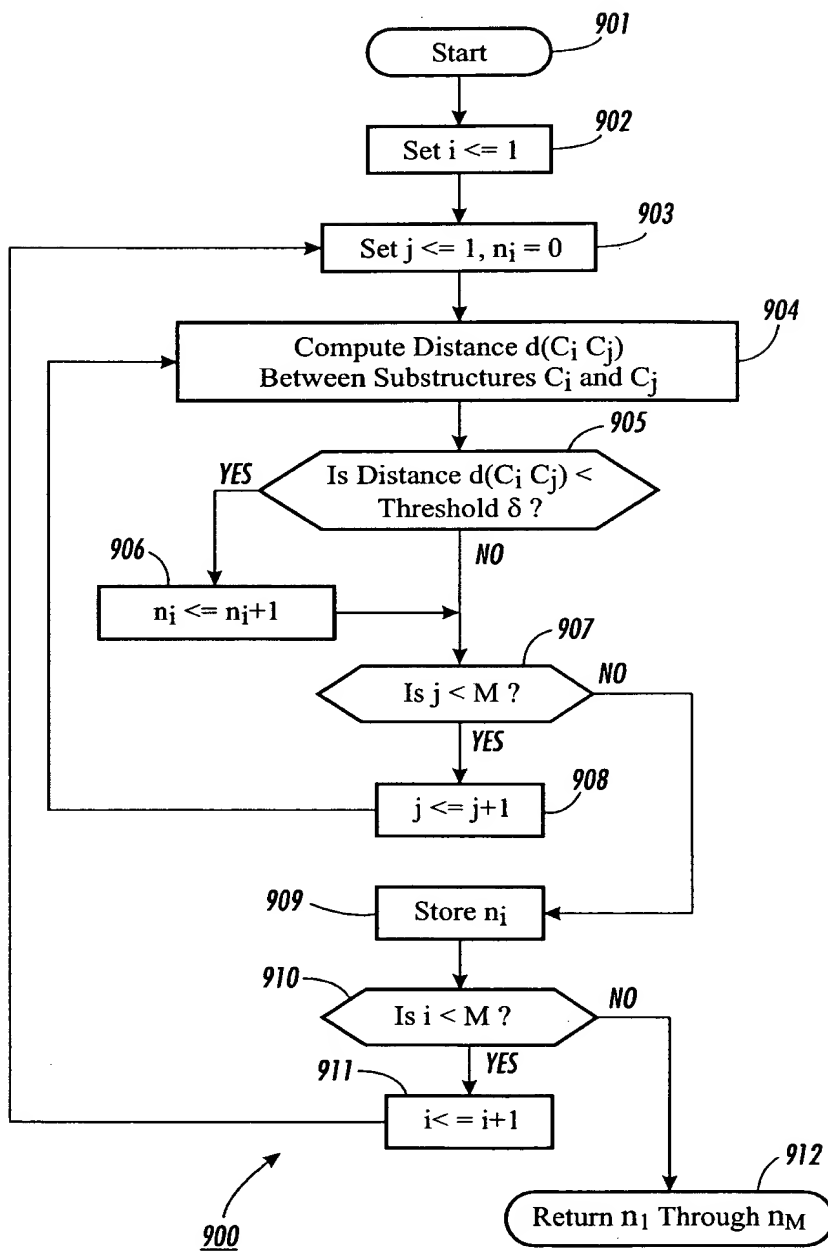 901
Start
902
Set i <= 1
903
Set j <= 1, nᵢ = 0
904
Compute Distance d(Cᵢ Cⱼ)
Between Substructures Cᵢ and Cⱼ
905
YES
Is Distance d(Cᵢ Cⱼ) <
Threshold δ ?
NO
906
nᵢ <= nᵢ+1
907
Is j < M ?
NO
YES
j <= j+1
908
909
Store nᵢ
910
Is i < M ?
NO
YES
911
i< = i+1
912
Return n₁ Through n_M
900